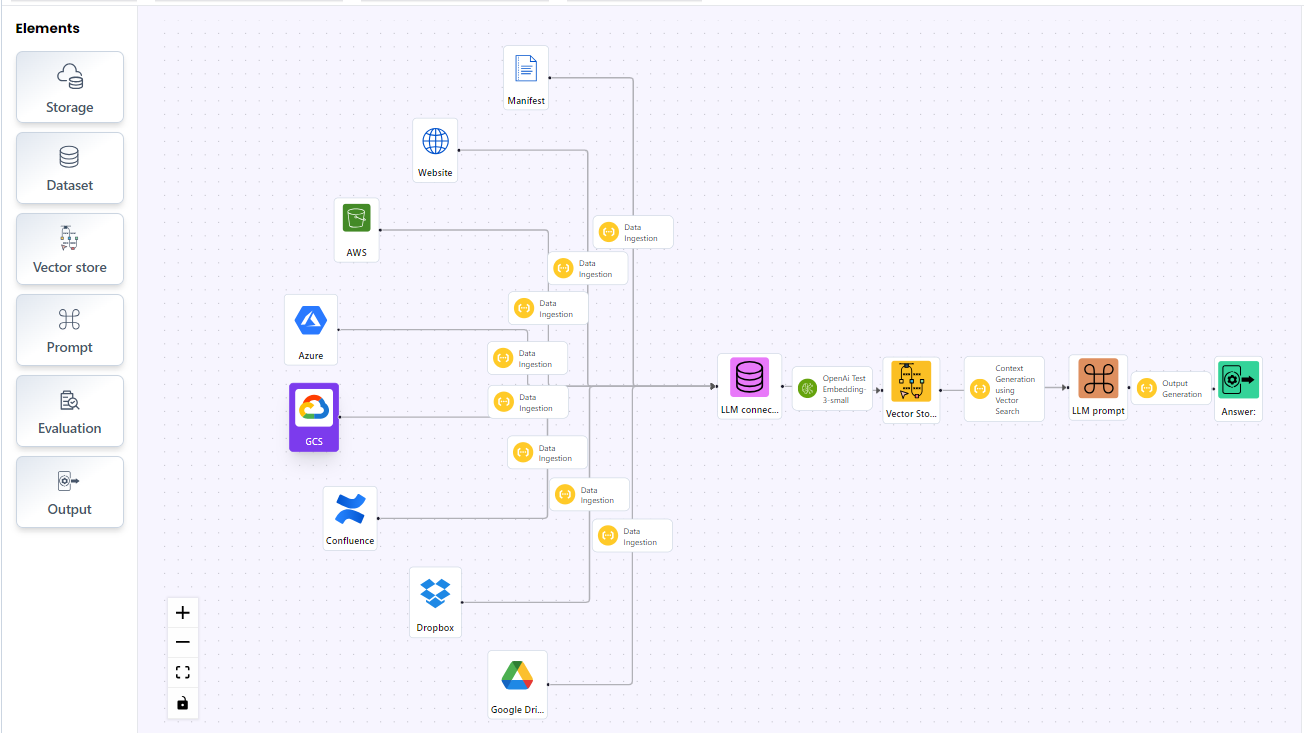 Elements
Storage
Dataset
Vector store
Prompt
Evaluation
Output
Manifest
Website
AWS
Azure
GCS
Confluence
Dropbox
Google Dri...
Data
Ingestion
Data
Ingestion
Data
Ingestion
Data
Ingestion
Data
Ingestion
Data
Ingestion
Data
Ingestion
Data
Ingestion
LLM connec...
OpenAi Test
Embedding-
3-small
Vector Sto...
Context
Generation
using
Vector
Search
LLM prompt
Output
Generation
Answer: